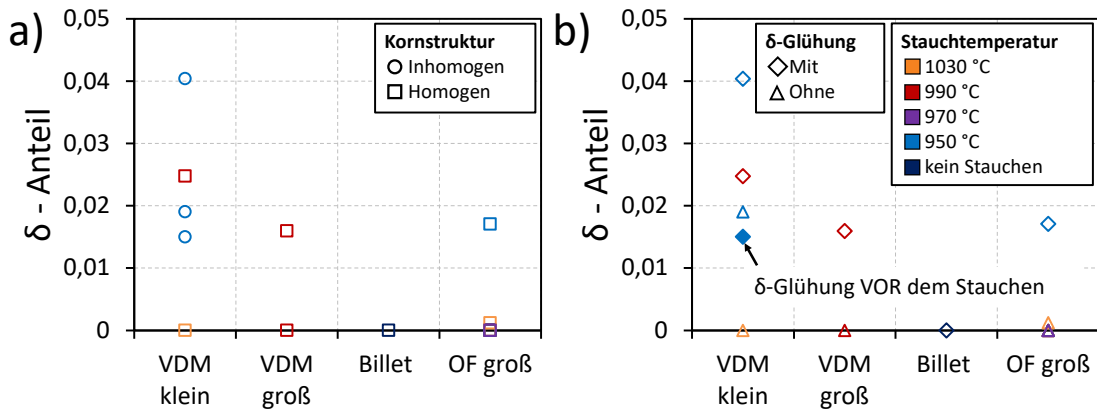 a)
0,05
0,04
0,03
0,02
0,01
0
δ - Anteil
Kornstruktur
Inhomogen
Homogen
VDM
klein
VDM
groß
Billet
OF groß
b)
0,05
0,04
0,03
0,02
0,01
0
δ - Anteil
δ-Glühung
Mit
Ohne
Stauchtemperatur
1030 °C
990 °C
970 °C
950 °C
kein Stauchen
δ-Glühung VOR dem Stauchen
VDM
klein
VDM
groß
Billet
OF groß